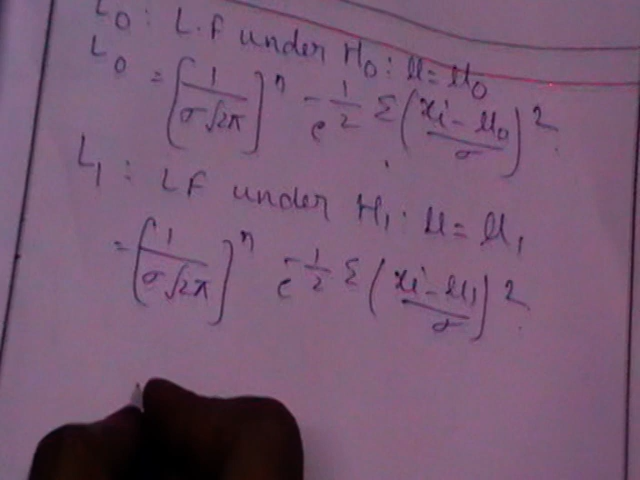 L₀ : L.F under H₀ : μ = μ₀
L₀ = (1/σ√2π)ⁿ e^(-1/2 Σ((xi - μ₀)/σ)²)
L₁ : LF under H₁ : μ = μ₁
= (1/σ√2π)ⁿ e^(-1/2 Σ((xi - μ₁)/σ)²)